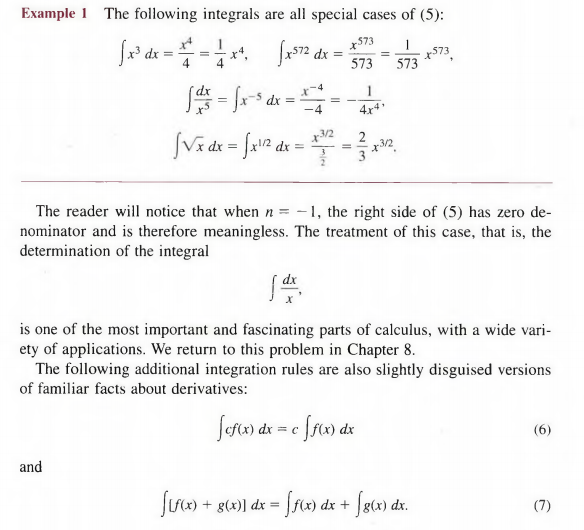 Example 1 The following integrals are all special cases of (5):
∫x³ dx = x⁴/4 = 1/4 x⁴, ∫x⁵⁷² dx = x⁵⁷³/573 = 1/573 x⁵⁷³,
∫dx/x⁵ = ∫x⁻⁵ dx = x⁻⁴/−4 = −1/4x⁴,
∫√x dx = ∫x^{1/2} dx = x^{3/2}/(3/2) = 2/3 x^{3/2}.
The reader will notice that when n = −1, the right side of (5) has zero de-
nominator and is therefore meaningless. The treatment of this case, that is, the
determination of the integral
∫ dx/x,
is one of the most important and fascinating parts of calculus, with a wide vari-
ety of applications. We return to this problem in Chapter 8.
The following additional integration rules are also slightly disguised versions
of familiar facts about derivatives:
∫cf(x) dx = c ∫f(x) dx (6)
and
∫[f(x) + g(x)] dx = ∫f(x) dx + ∫g(x) dx. (7)